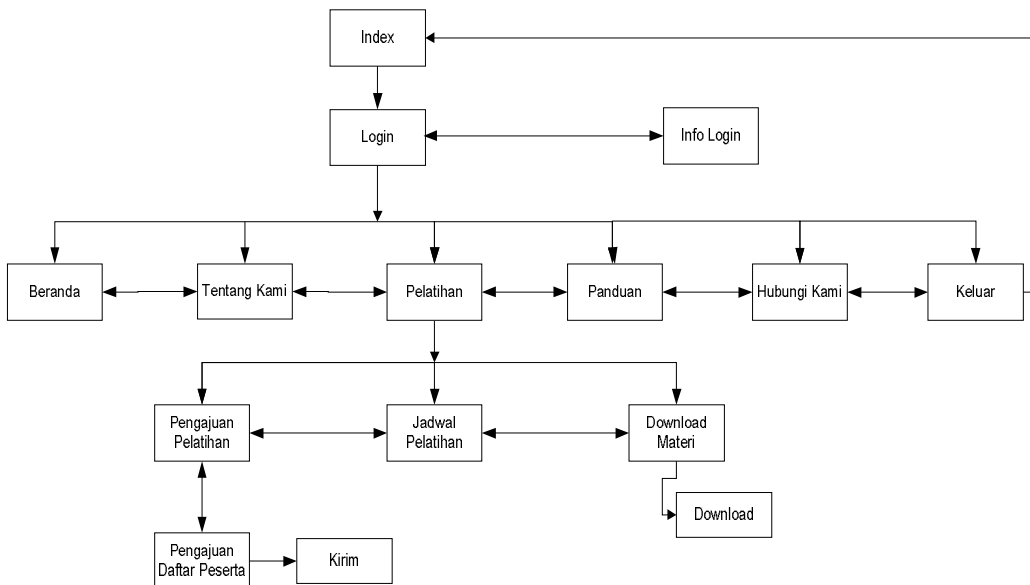 Index
Login
Info Login
Beranda
Tentang Kami
Pelatihan
Panduan
Hubungi Kami
Keluar
Pengajuan
Pelatihan
Jadwal
Pelatihan
Download
Materi
Download
Pengajuan
Daftar Peserta
Kirim